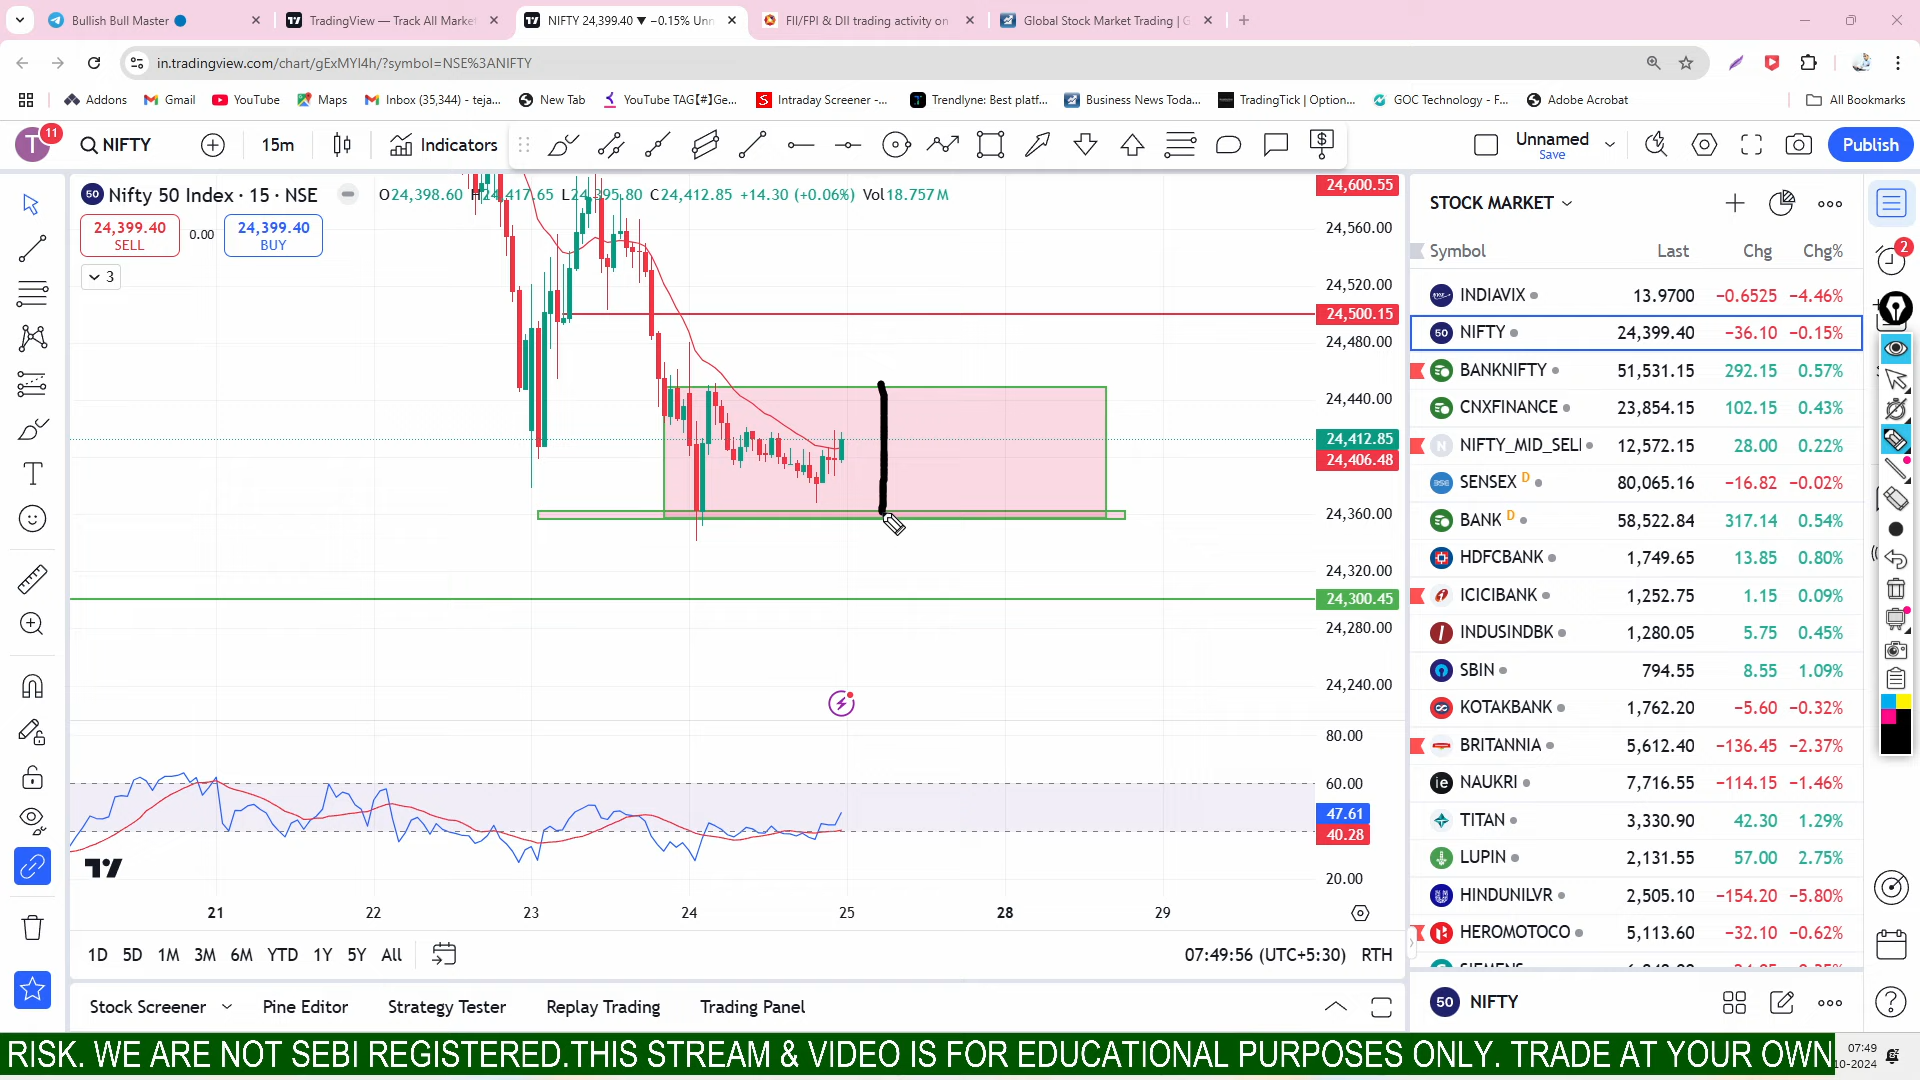 Bullish Bull Master
TradingView — Track All Market
NIFTY 24,399.40 ▼ −0.15% Unn
FII/FPI & DII trading activity on
Global Stock Market Trading | G
in.tradingview.com/chart/gExMYl4h/?symbol=NSE%3ANIFTY
Addons
Gmail
YouTube
Maps
Inbox (35,344) - teja...
New Tab
YouTube TAG【#】Ge...
Intraday Screener -...
Trendlyne: Best platf...
Business News Toda...
TradingTick | Option...
GOC Technology - F...
Adobe Acrobat
All Bookmarks
T 11
NIFTY
15m
Indicators
Unnamed
Save
Publish
50 Nifty 50 Index · 15 · NSE
O24,398.60 H24,417.65 L24,395.80 C24,412.85 +14.30 (+0.06%) Vol18.757 M
24,399.40
SELL
0.00
24,399.40
BUY
3
24,600.55
24,560.00
24,520.00
24,500.15
24,480.00
24,440.00
24,412.85
24,406.48
24,360.00
24,320.00
24,300.45
24,280.00
24,240.00
80.00
60.00
47.61
40.28
20.00
21 22 23 24 25 28 29
1D 5D 1M 3M 6M YTD 1Y 5Y All
07:49:56 (UTC+5:30) RTH
Stock Screener
Pine Editor
Strategy Tester
Replay Trading
Trading Panel
STOCK MARKET
Symbol Last Chg Chg%
INDIAVIX 13.9700 −0.6525 −4.46%
50 NIFTY 24,399.40 −36.10 −0.15%
BANKNIFTY 51,531.15 292.15 0.57%
CNXFINANCE 23,854.15 102.15 0.43%
N NIFTY_MID_SELE 12,572.15 28.00 0.22%
SENSEX D 80,065.16 −16.82 −0.02%
BANK D 58,522.84 317.14 0.54%
HDFCBANK 1,749.65 13.85 0.80%
ICICIBANK 1,252.75 1.15 0.09%
INDUSINDBK 1,280.05 5.75 0.45%
SBIN 794.55 8.55 1.09%
KOTAKBANK 1,762.20 −5.60 −0.32%
BRITANNIA 5,612.40 −136.45 −2.37%
ie NAUKRI 7,716.55 −114.15 −1.46%
TITAN 3,330.90 42.30 1.29%
LUPIN 2,131.55 57.00 2.75%
HINDUNILVR 2,505.10 −154.20 −5.80%
HEROMOTOCO 5,113.60 −32.10 −0.62%
50 NIFTY
2
RISK. WE ARE NOT SEBI REGISTERED.THIS STREAM & VIDEO IS FOR EDUCATIONAL PURPOSES ONLY. TRADE AT YOUR OWN
07:49
10-2024